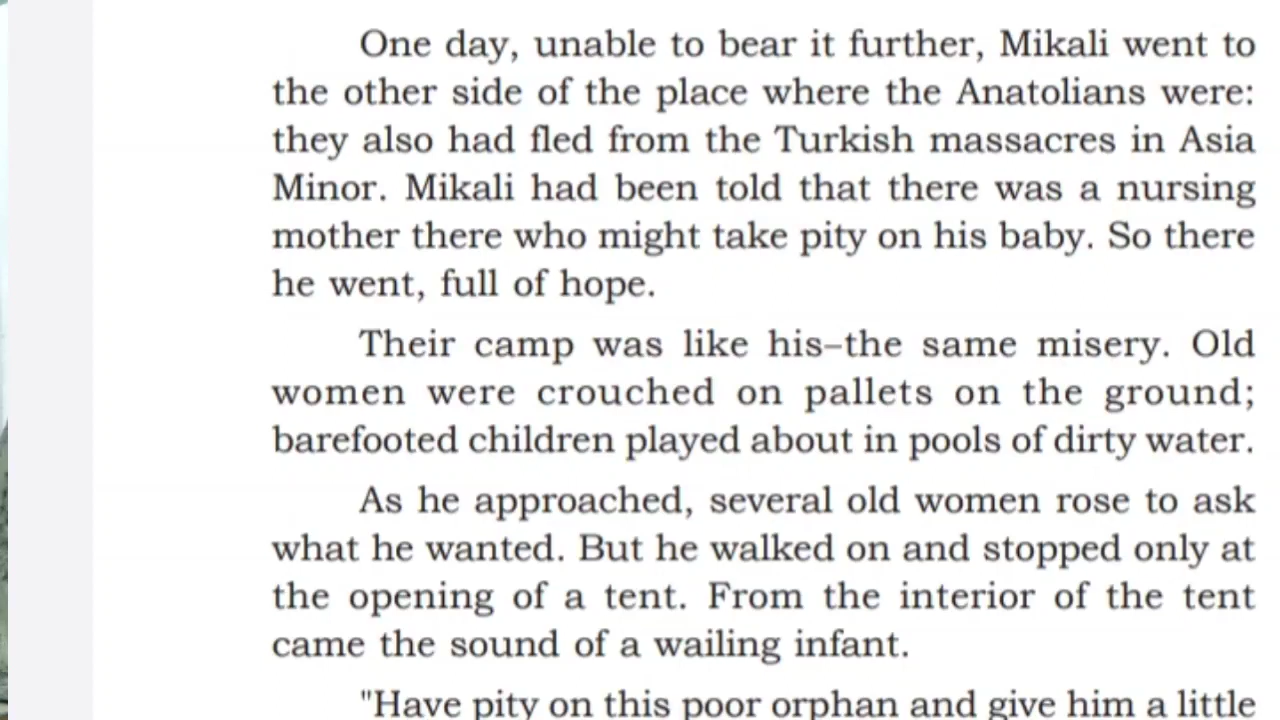 One day, unable to bear it further, Mikali went to
the other side of the place where the Anatolians were:
they also had fled from the Turkish massacres in Asia
Minor. Mikali had been told that there was a nursing
mother there who might take pity on his baby. So there
he went, full of hope.
Their camp was like his–the same misery. Old
women were crouched on pallets on the ground;
barefooted children played about in pools of dirty water.
As he approached, several old women rose to ask
what he wanted. But he walked on and stopped only at
the opening of a tent. From the interior of the tent
came the sound of a wailing infant.
"Have pity on this poor orphan and give him a little